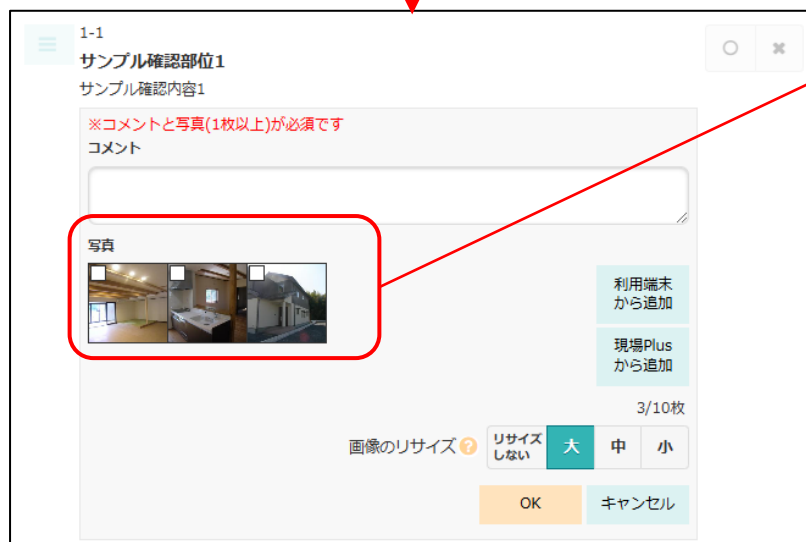 1-1
サンプル確認部位1
サンプル確認内容1
※コメントと写真(1枚以上)が必須です
コメント
写真
利用端末
から追加
現場Plus
から追加
3/10枚
画像のリサイズ ?
リサイズ
しない
大
中
小
OK
キャンセル